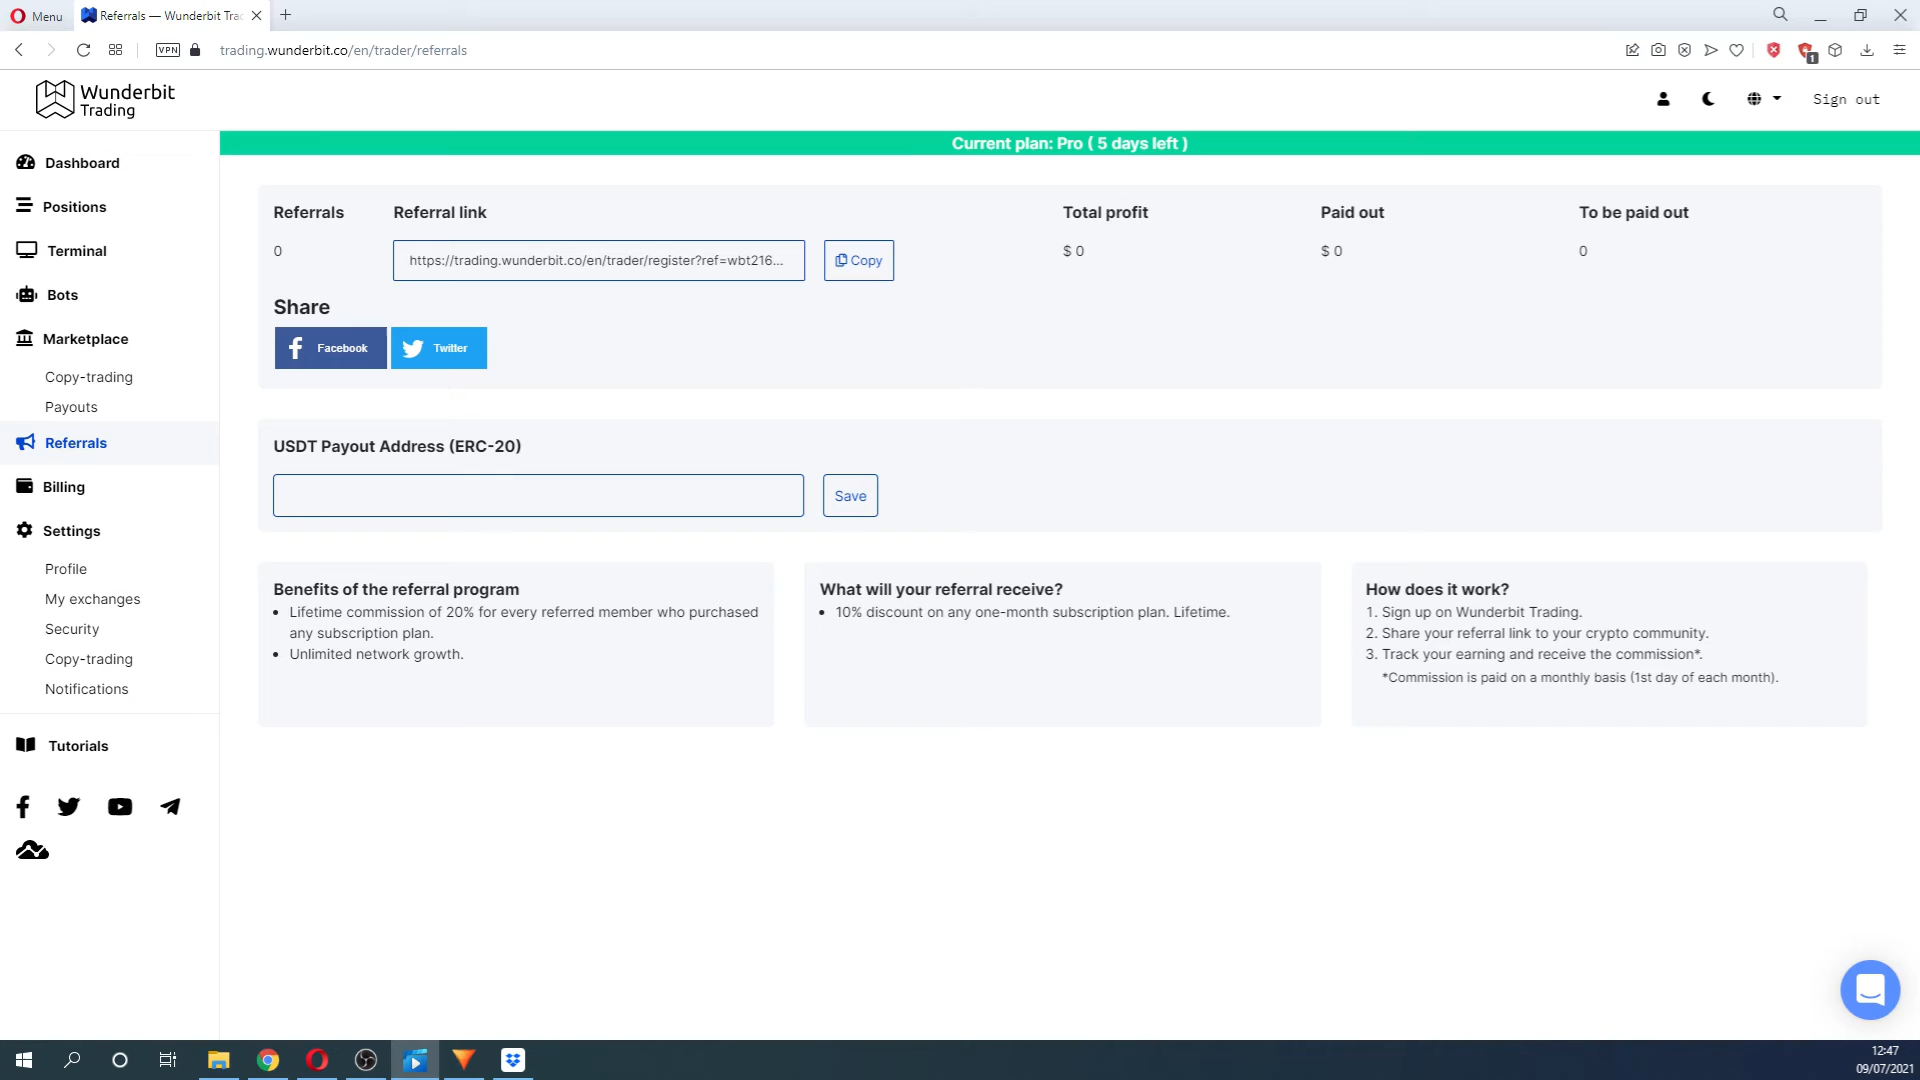 Menu
Referrals — Wunderbit Tra
VPN
trading.wunderbit.co/en/trader/referrals
1
Wunderbit
Trading
Sign out
Current plan: Pro ( 5 days left )
Dashboard
Positions
Terminal
Bots
Marketplace
Copy-trading
Payouts
Referrals
Billing
Settings
Profile
My exchanges
Security
Copy-trading
Notifications
Tutorials
Referrals
Referral link
Total profit
Paid out
To be paid out
0
https://trading.wunderbit.co/en/trader/register?ref=wbt216...
Copy
$ 0
$ 0
0
Share
Facebook
Twitter
USDT Payout Address (ERC-20)
Save
Benefits of the referral program
• Lifetime commission of 20% for every referred member who purchased
any subscription plan.
• Unlimited network growth.
What will your referral receive?
• 10% discount on any one-month subscription plan. Lifetime.
How does it work?
1. Sign up on Wunderbit Trading.
2. Share your referral link to your crypto community.
3. Track your earning and receive the commission*.
*Commission is paid on a monthly basis (1st day of each month).
12:47
09/07/2021